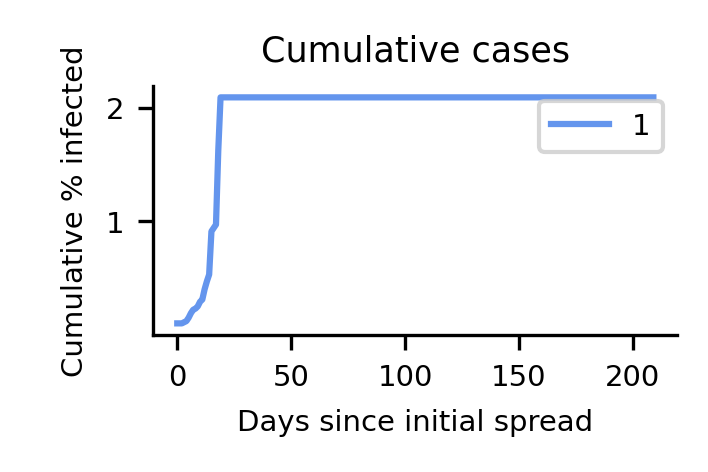 Cumulative cases
Cumulative % infected
2
1
1
0 50 100 150 200
Days since initial spread